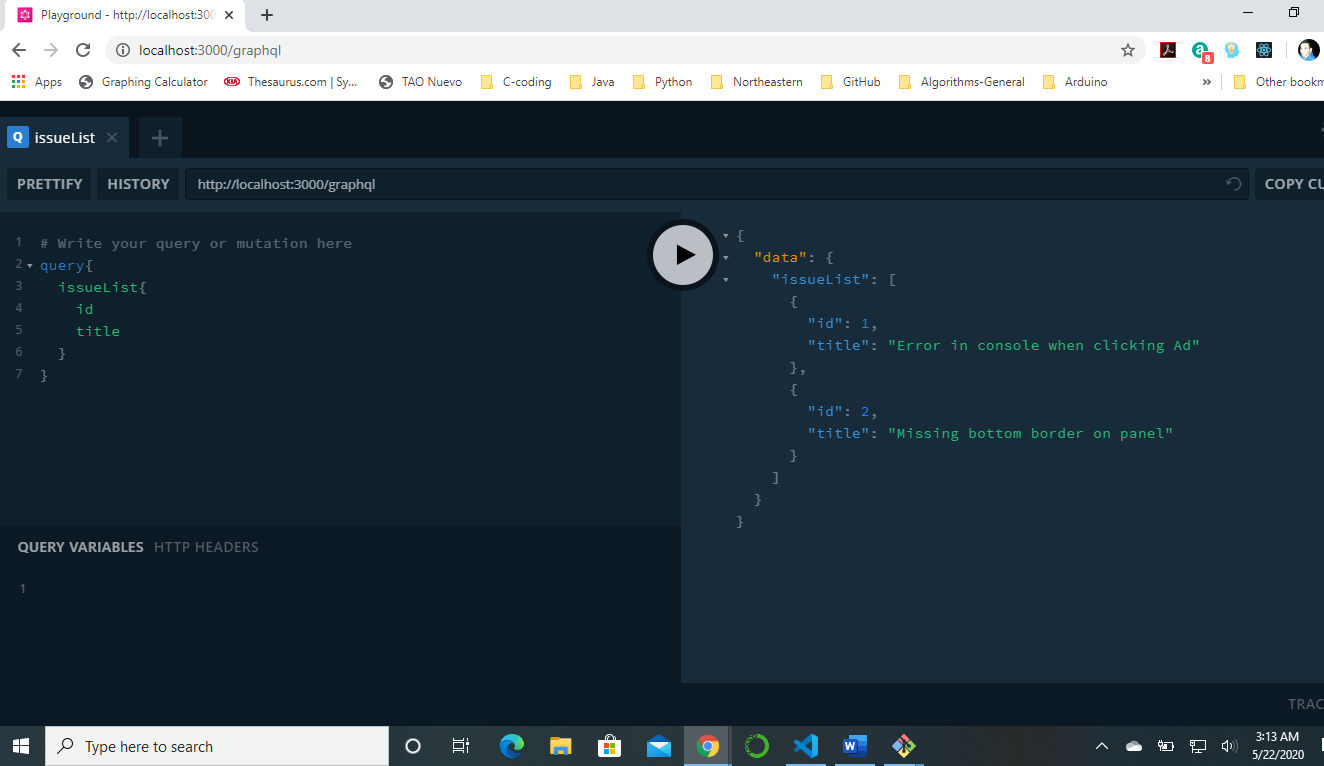 Playground - http://localhost:300
localhost:3000/graphql
8
Apps Graphing Calculator Thesaurus.com | Sy... TAO Nuevo C-coding Java Python Northeastern GitHub Algorithms-General Arduino » Other bookm
Q issueList
PRETTIFY HISTORY http://localhost:3000/graphql COPY CU
1 # Write your query or mutation here
2 query{
3 issueList{
4 id
5 title
6 }
7 }
{
"data": {
"issueList": [
{
"id": 1,
"title": "Error in console when clicking Ad"
},
{
"id": 2,
"title": "Missing bottom border on panel"
}
]
}
}
QUERY VARIABLES HTTP HEADERS
1
TRAC
Type here to search
3:13 AM
5/22/2020